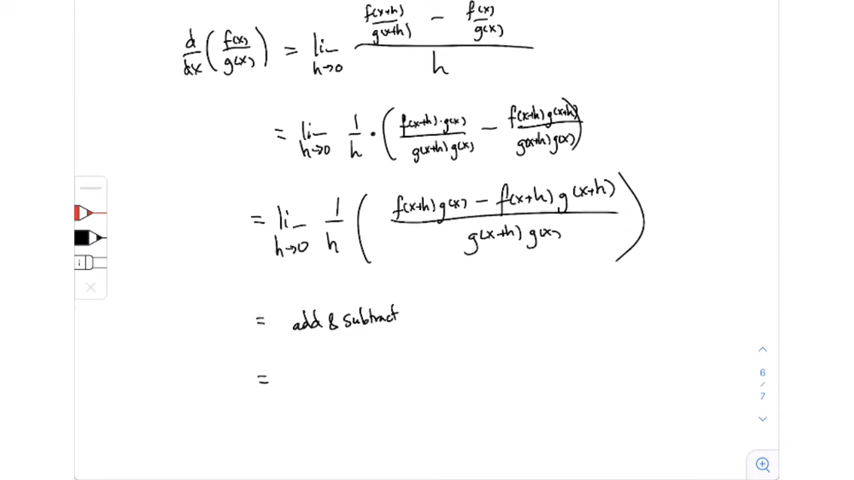 d/dx (f(x)/g(x)) = lim h→0 (f(x+h)/g(x+h) − f(x)/g(x))/h
= lim h→0 1/h · (f(x+h)·g(x)/g(x+h)g(x) − f(x+h)g(x+h)/g(x+h)g(x))
= lim h→0 1/h (f(x+h)g(x) − f(x+h)g(x+h)/g(x+h)g(x))
= add & subtract
=
6
/
7